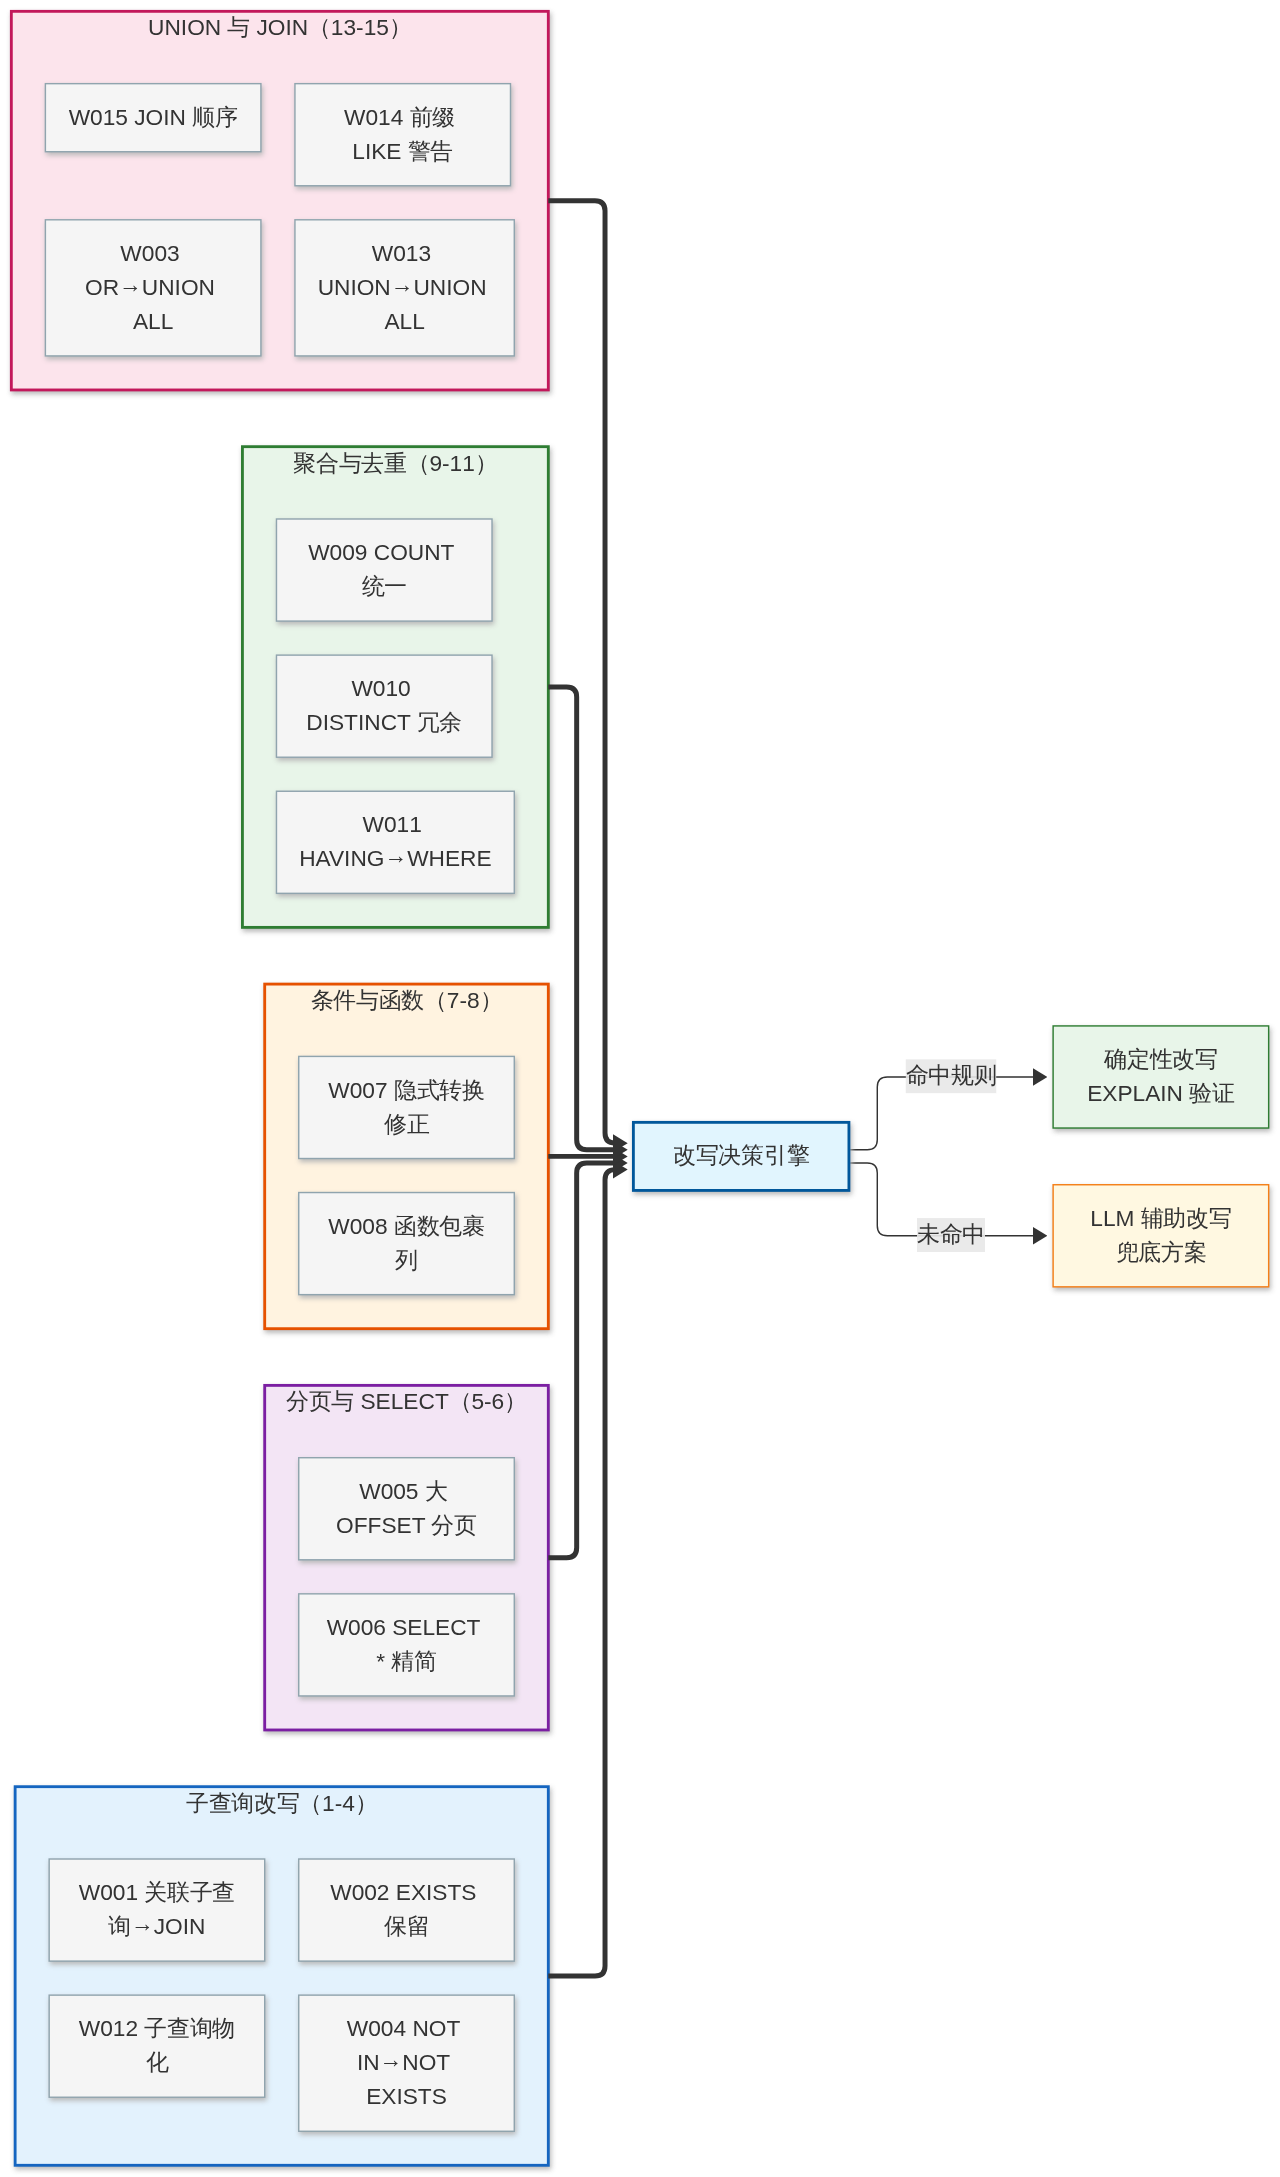 UNION 与 JOIN（13-15）
W015 JOIN 顺序
W014 前缀
LIKE 警告
W003
OR→UNION
ALL
W013
UNION→UNION
ALL
聚合与去重（9-11）
W009 COUNT
统一
W010
DISTINCT 冗余
W011
HAVING→WHERE
条件与函数（7-8）
W007 隐式转换
修正
W008 函数包裹
列
分页与 SELECT（5-6）
W005 大
OFFSET 分页
W006 SELECT
* 精简
子查询改写（1-4）
W001 关联子查
询→JOIN
W002 EXISTS
保留
W012 子查询物
化
W004 NOT
IN→NOT
EXISTS
改写决策引擎
命中规则
未命中
确定性改写
EXPLAIN 验证
LLM 辅助改写
兜底方案